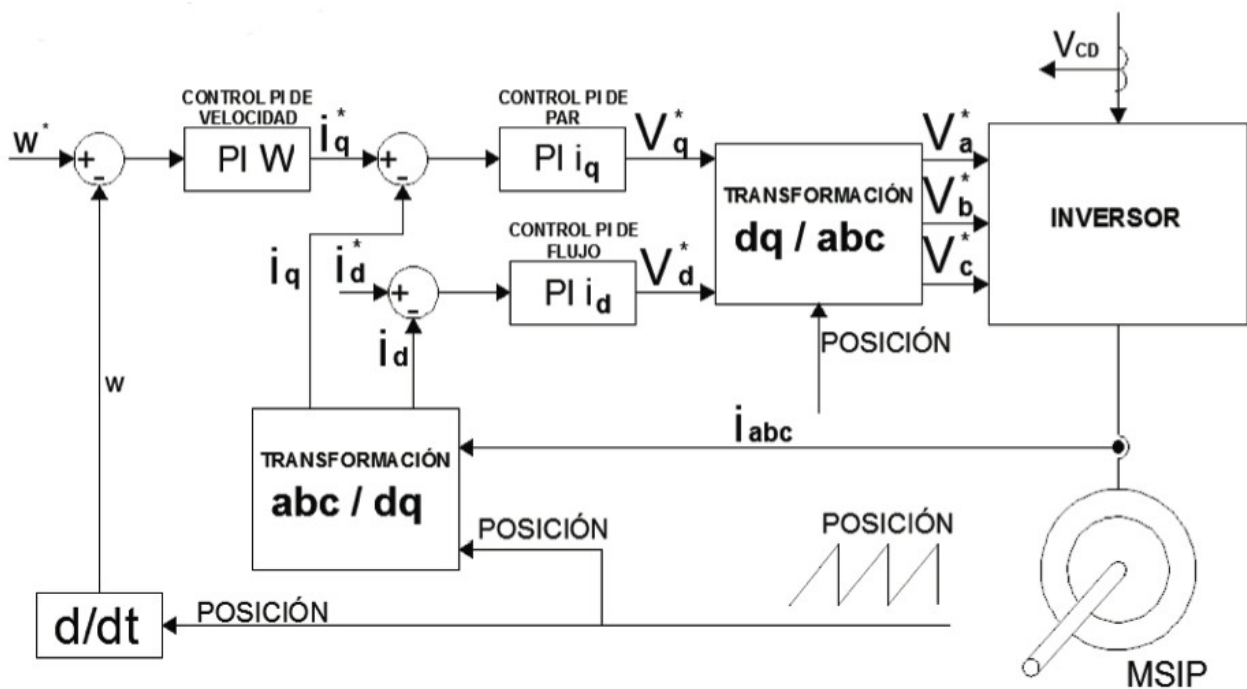 V CD
CONTROL PI DE
VELOCIDAD
CONTROL PI DE
PAR
w*
+
-
PI W
i*q
+
-
PI iq
V*q
TRANSFORMACIÓN
dq / abc
V*a
V*b
V*c
INVERSOR
CONTROL PI DE
FLUJO
iq
i*d
+
-
PI id
V*d
id
POSICIÓN
w
iabc
TRANSFORMACIÓN
abc / dq
POSICIÓN
POSICIÓN
d/dt
POSICIÓN
MSIP